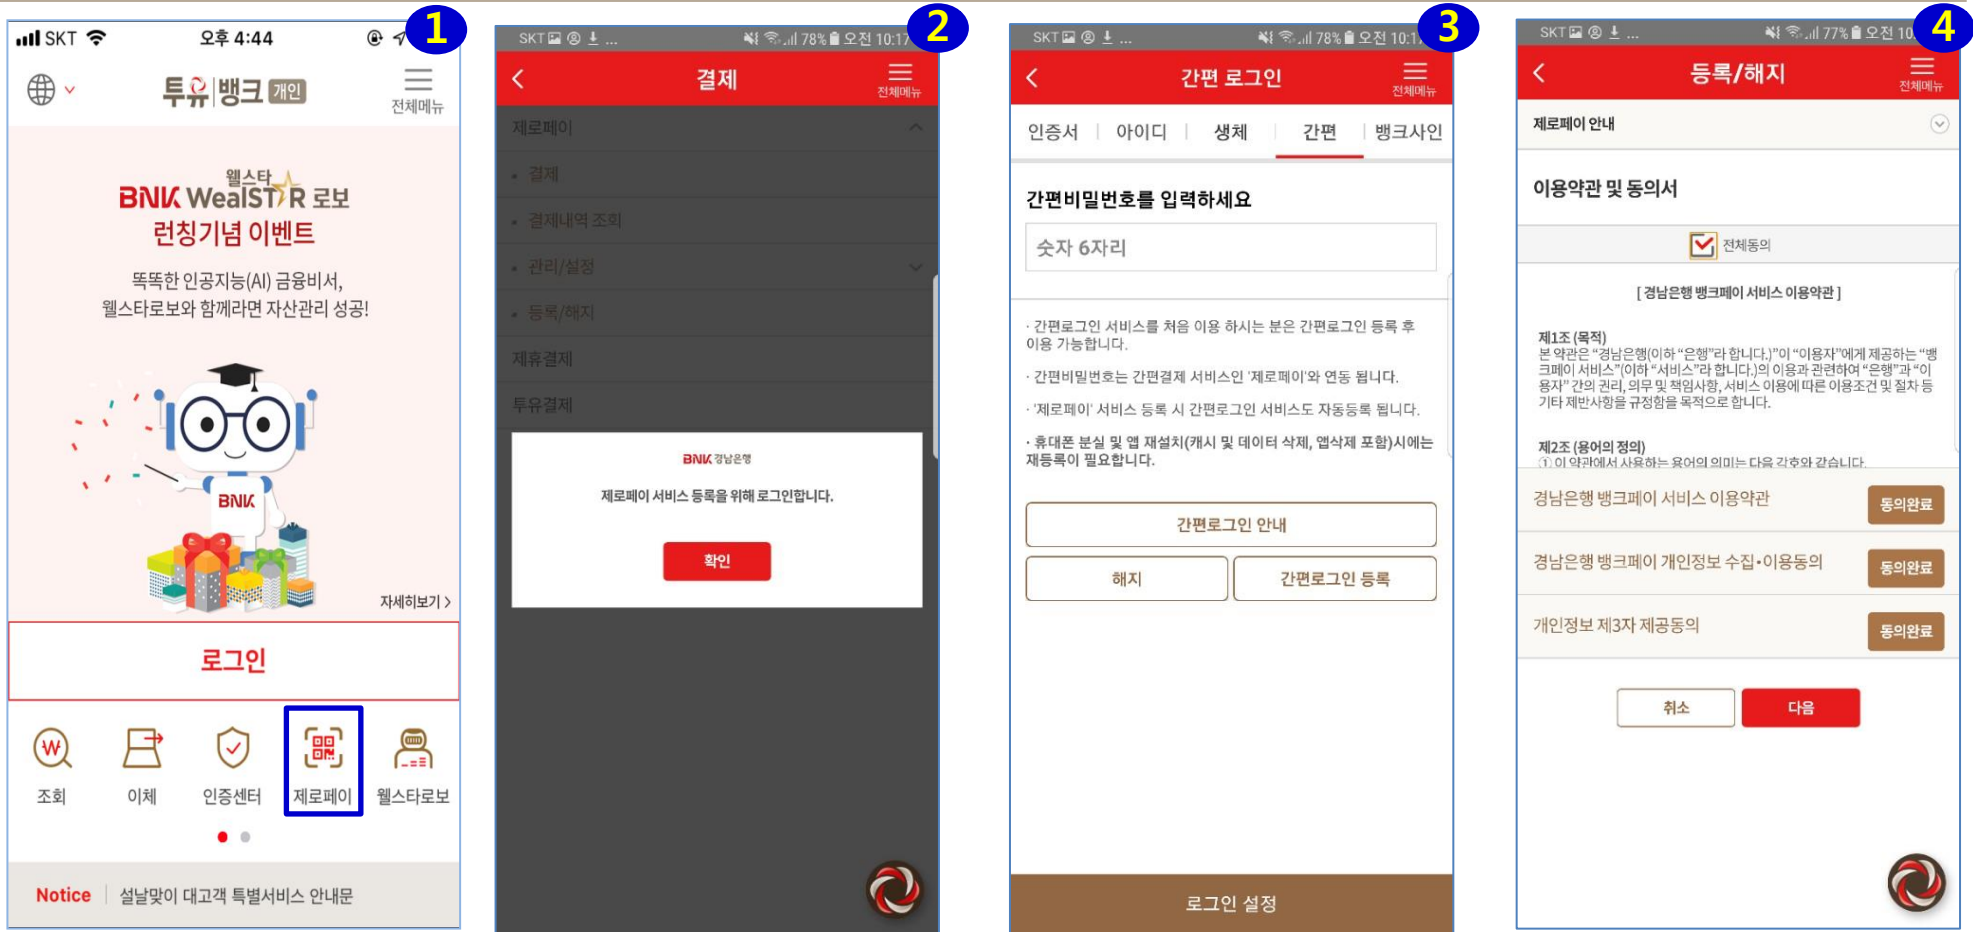 1
SKT
오후 4:44
투유 뱅크 개인
전체메뉴
웰스타
BNK WealSTAR 로보
런칭기념 이벤트
똑똑한 인공지능(AI) 금융비서,
웰스타로보와 함께라면 자산관리 성공!
BNK
자세히보기 >
로그인
조회
이체
인증센터
제로페이
웰스타로보
Notice
설날맞이 대고객 특별서비스 안내문
2
SKT ... 78% 오전 10:17
결제
전체메뉴
제로페이
• 결제
• 결제내역 조회
• 관리/설정
• 등록/해지
제휴결제
투유결제
BNK 경남은행
제로페이 서비스 등록을 위해 로그인합니다.
확인
3
SKT ... 78% 오전 10:1
간편 로그인
전체메뉴
인증서
아이디
생체
간편
뱅크사인
간편비밀번호를 입력하세요
숫자 6자리
· 간편로그인 서비스를 처음 이용 하시는 분은 간편로그인 등록 후
이용 가능합니다.
· 간편비밀번호는 간편결제 서비스인 '제로페이'와 연동 됩니다.
· '제로페이' 서비스 등록 시 간편로그인 서비스도 자동등록 됩니다.
· 휴대폰 분실 및 앱 재설치(캐시 및 데이터 삭제, 앱삭제 포함)시에는
재등록이 필요합니다.
간편로그인 안내
해지
간편로그인 등록
로그인 설정
4
SKT ... 77% 오전 10
등록/해지
전체메뉴
제로페이 안내
이용약관 및 동의서
전체동의
[ 경남은행 뱅크페이 서비스 이용약관 ]
제1조 (목적)
본 약관은 “경남은행(이하 “은행”라 합니다.)”이 “이용자”에게 제공하는 “뱅
크페이 서비스”(이하 “서비스”라 합니다.)의 이용과 관련하여 “은행”과 “이
용자” 간의 권리, 의무 및 책임사항, 서비스 이용에 따른 이용조건 및 절차 등
기타 제반사항을 규정함을 목적으로 합니다.
제2조 (용어의 정의)
① 이 약관에서 사용하는 용어의 의미는 다음 각호와 같습니다.
경남은행 뱅크페이 서비스 이용약관
동의완료
경남은행 뱅크페이 개인정보 수집•이용동의
동의완료
개인정보 제3자 제공동의
동의완료
취소
다음